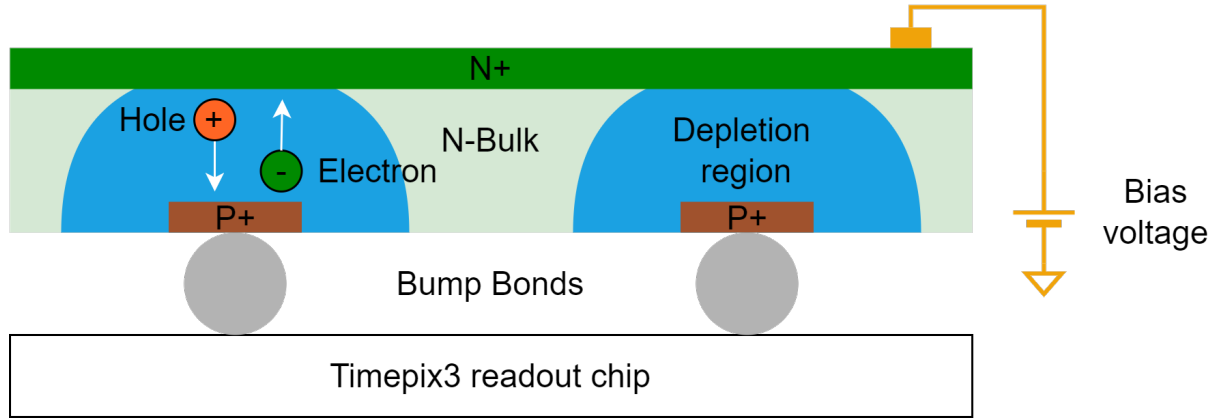 N+
Hole
+
N-Bulk
-
Electron
Depletion
region
P+
P+
Bias
voltage
Bump Bonds
Timepix3 readout chip